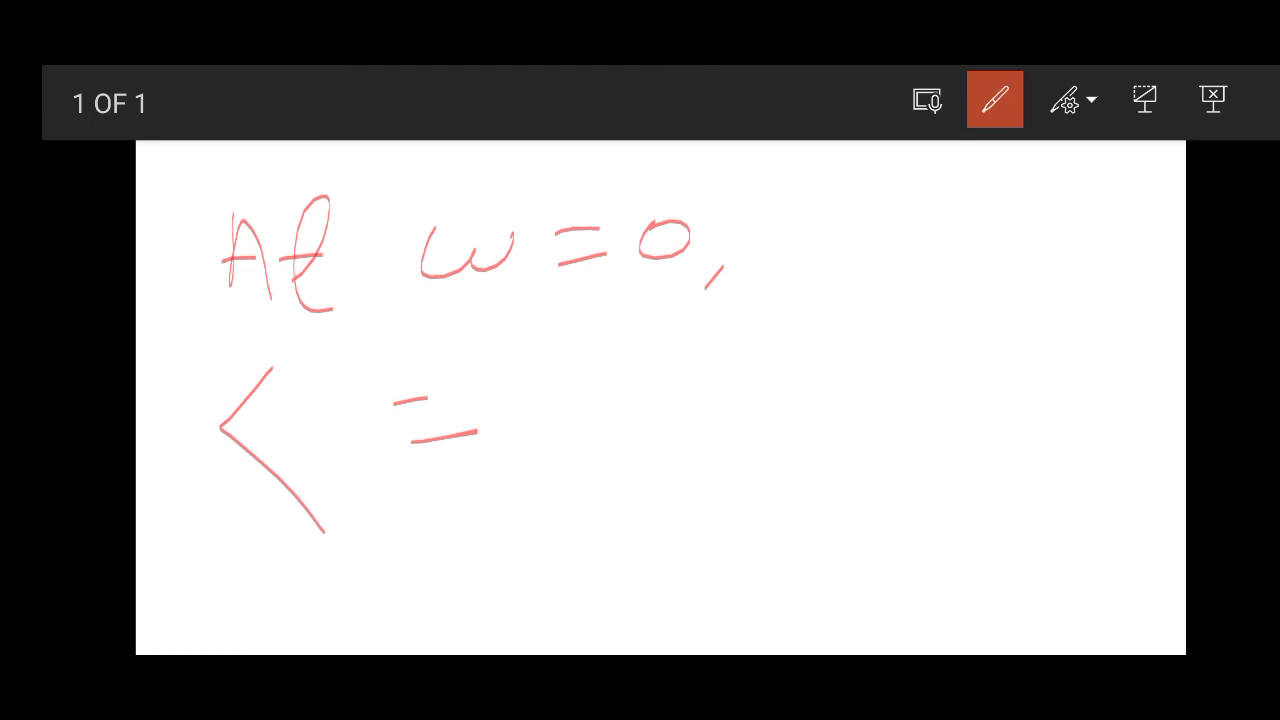 1 OF 1
At ω = 0,
< =